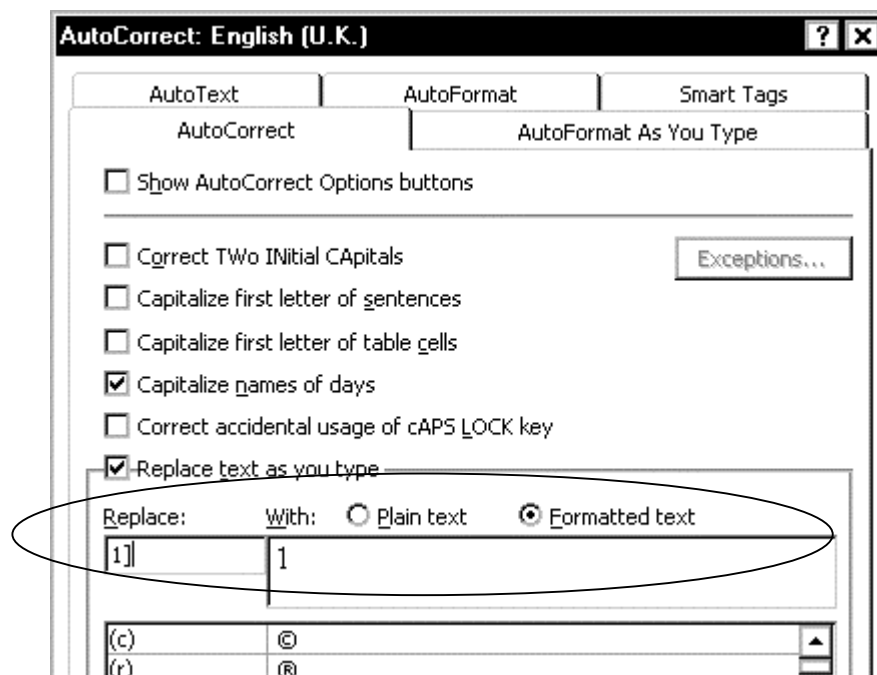 AutoCorrect: English (U.K.)
AutoText AutoFormat Smart Tags
AutoCorrect AutoFormat As You Type
Show AutoCorrect Options buttons
Correct TWo INitial CApitals Exceptions...
Capitalize first letter of sentences
Capitalize first letter of table cells
Capitalize names of days
Correct accidental usage of cAPS LOCK key
Replace text as you type
Replace: With: Plain text Formatted text
1] 1
(c) ©
(r) ®